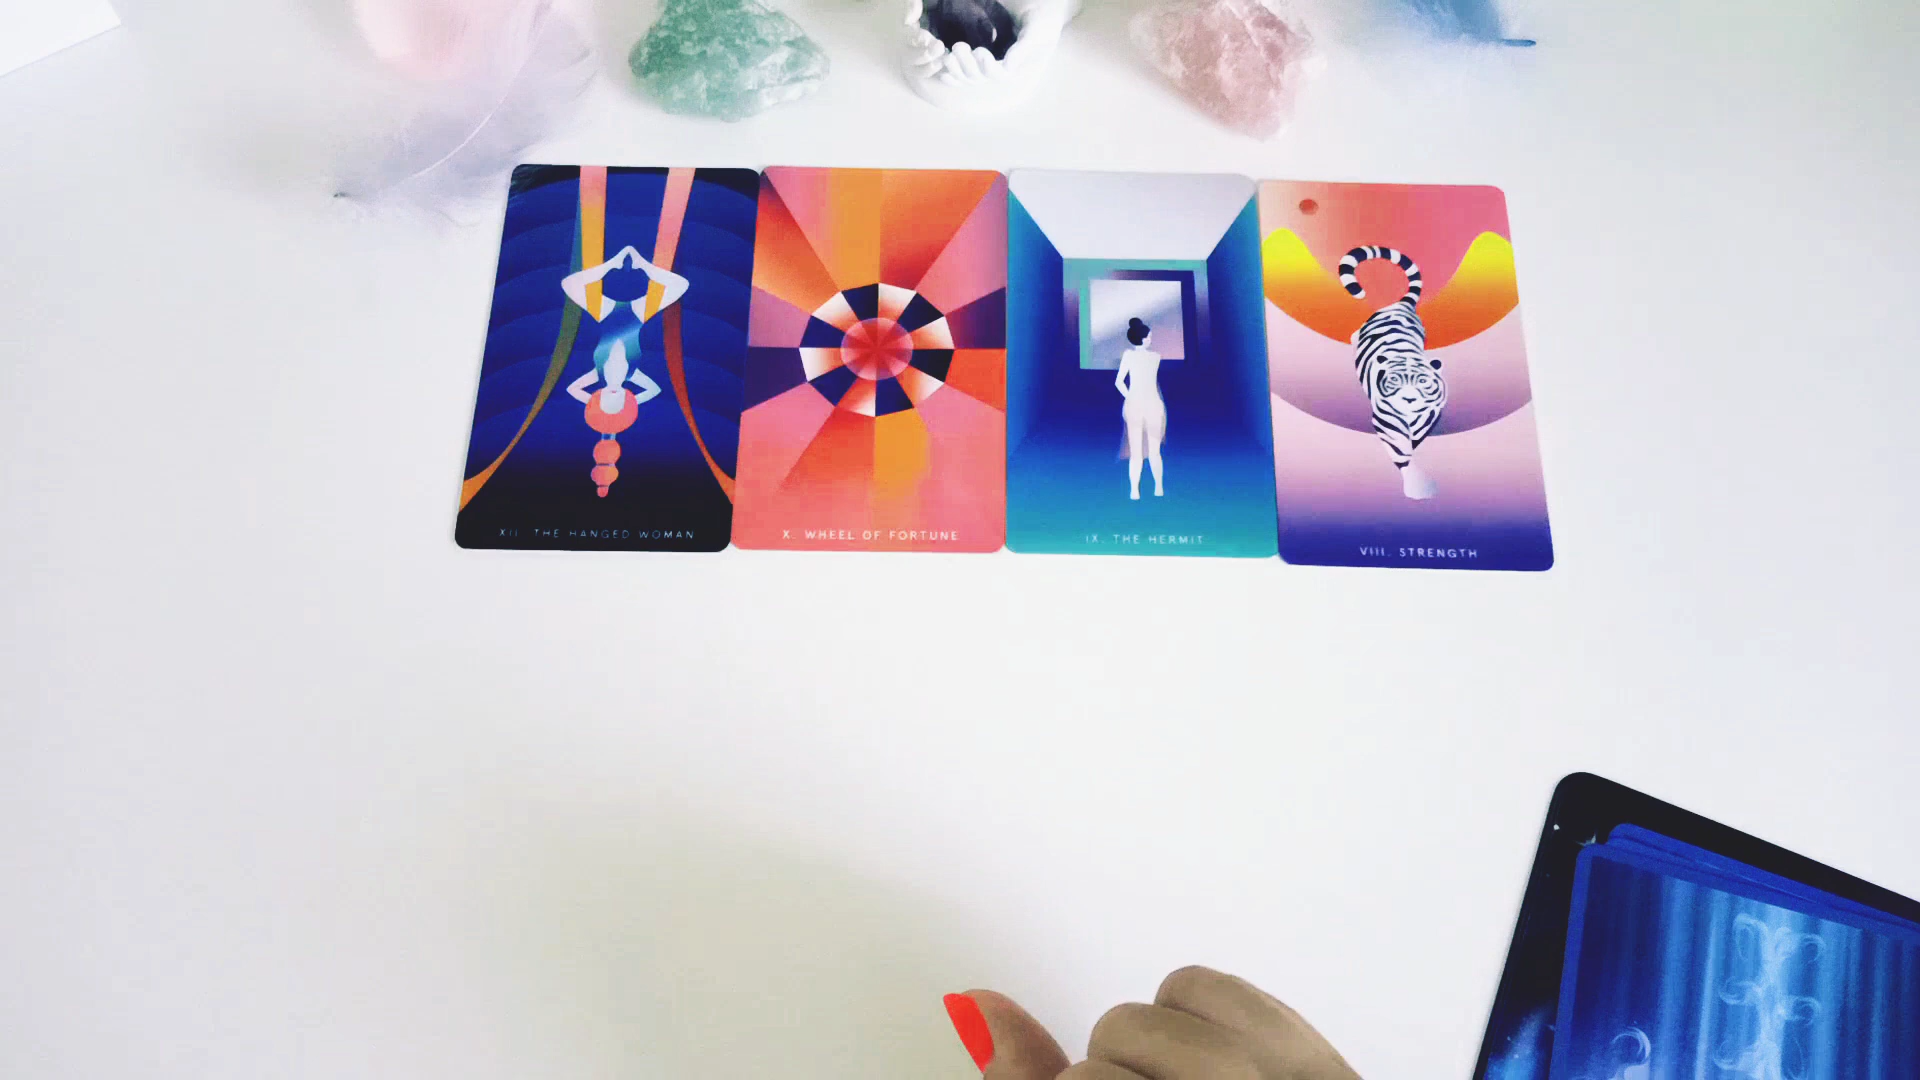 XII. THE HANGED WOMAN
X. WHEEL OF FORTUNE
IX. THE HERMIT
VIII. STRENGTH